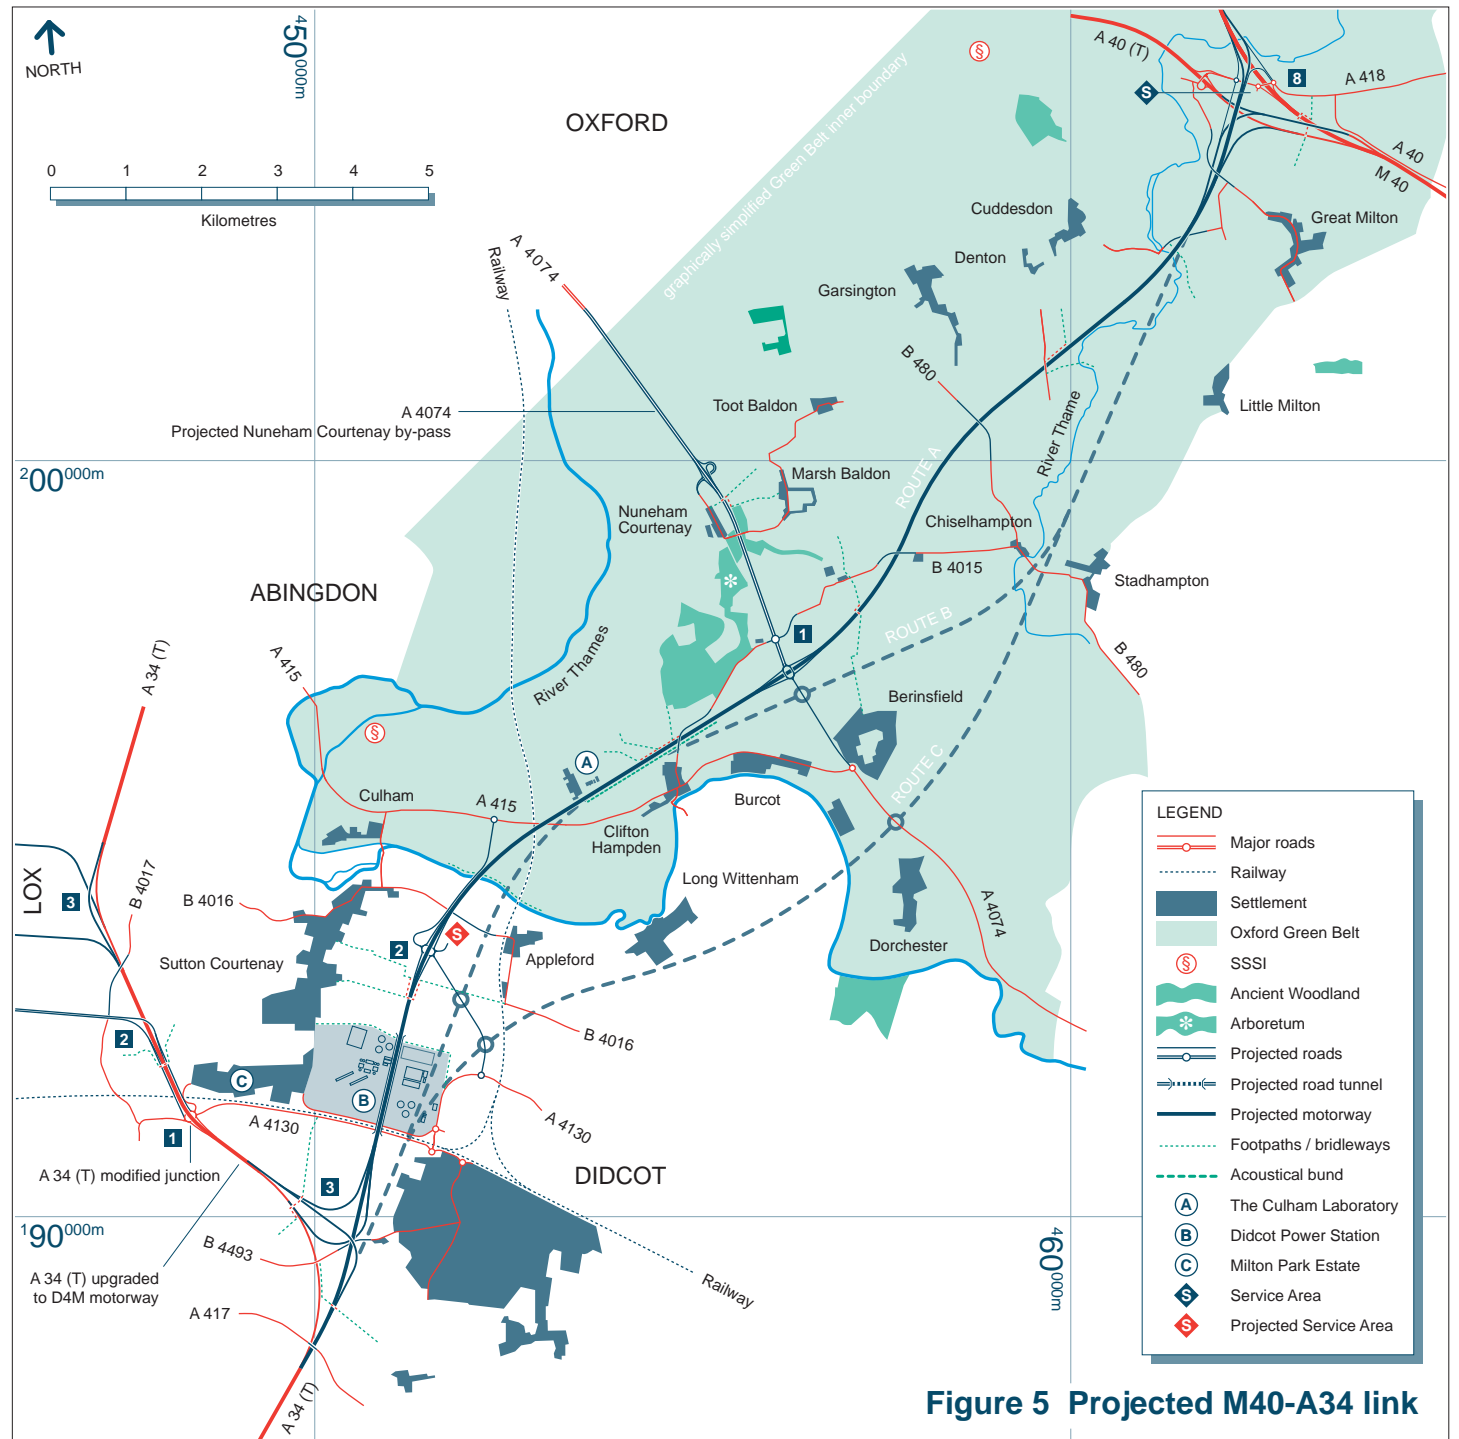 NORTH
450000m
OXFORD
A 40 (T)
8
A 418
S
A 40
M 40
0 1 2 3 4 5
Kilometres
graphically simplified Green Belt inner boundary
§
A 4074
Railway
Cuddesdon
Great Milton
Denton
Garsington
B 480
A 4074
Projected Nuneham Courtenay by-pass
Toot Baldon
Little Milton
River Thame
200000m
Marsh Baldon
ROUTE A
Nuneham
Courtenay
Chiselhampton
B 4015
ABINGDON
Stadhampton
1
ROUTE B
River Thames
A 34 (T)
A 415
B 480
Berinsfield
§
A
ROUTE C
Culham
A 415
Burcot
Clifton
Hampden
LOX
3
B 4017
B 4016
Long Wittenham
A 4074
S
2
Appleford
Dorchester
Sutton Courtenay
B 4016
2
C
B
A 4130
A 4130
1
A 34 (T) modified junction
3
DIDCOT
190000m
460000m
B 4493
A 34 (T) upgraded
to D4M motorway
A 417
Railway
A 34 (T)
LEGEND
Major roads
Railway
Settlement
Oxford Green Belt
§ SSSI
Ancient Woodland
Arboretum
Projected roads
Projected road tunnel
Projected motorway
Footpaths / bridleways
Acoustical bund
A The Culham Laboratory
B Didcot Power Station
C Milton Park Estate
S Service Area
S Projected Service Area
Figure 5 Projected M40-A34 link